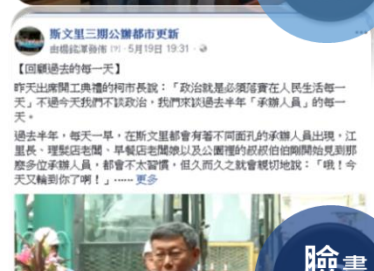 斯文里三期公辦都市更新
由楊銘澤發佈 [?]·5月19日 19:31·
【回顧過去的每一天】
昨天出席開工典禮的柯市長說：「政治就是必須落實在人民生活每一
天」不過今天我們不談政治，我們來談過去半年「承辦人員」的每一
天。
過去半年，每天一早，在斯文里都會有著不同面孔的承辦人員出現，江
里長、理髮店老闆、早餐店老闆娘以及公園裡的叔叔伯伯剛開始見到那
麼多位承辦人員，都會不太習慣，但久而久之就會親切地說：「哦！今
天又輪到你了啊！」⋯⋯更多
臉書